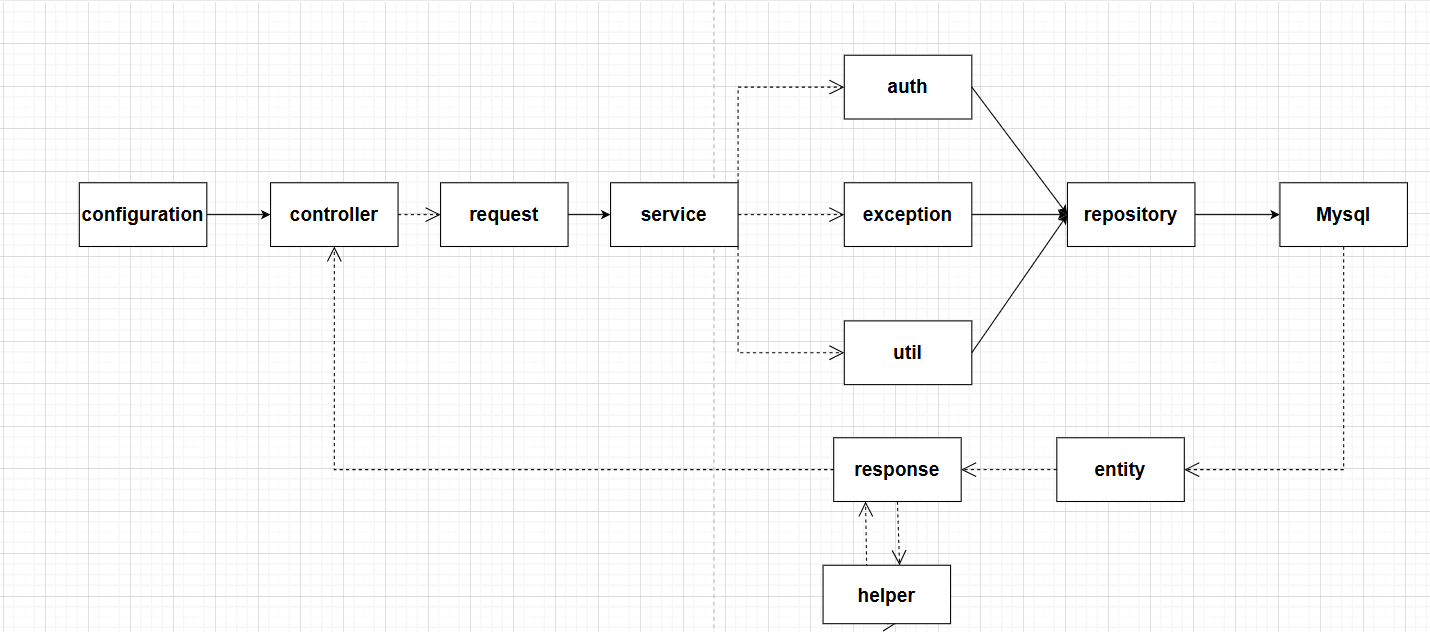 auth
configuration
controller
request
service
exception
repository
Mysql
util
response
entity
helper